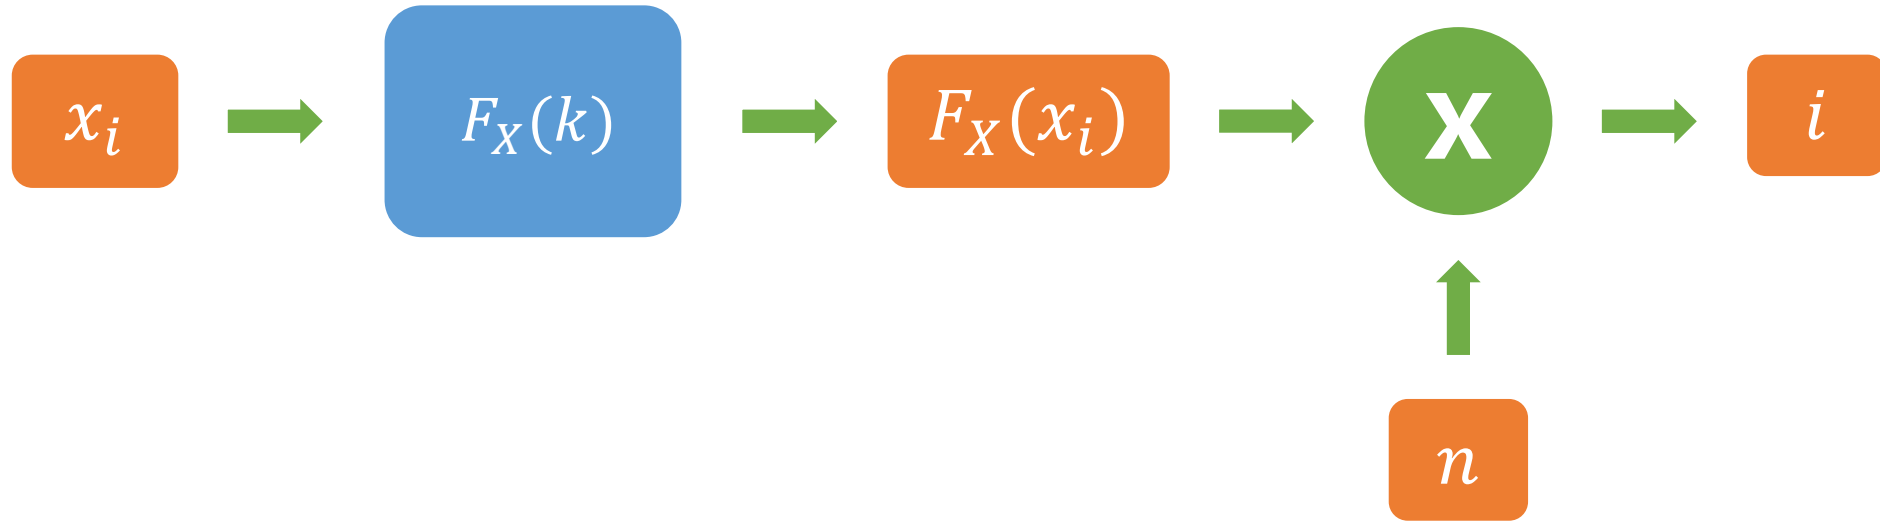 x_i
F_X(k)
F_X(x_i)
x
i
n